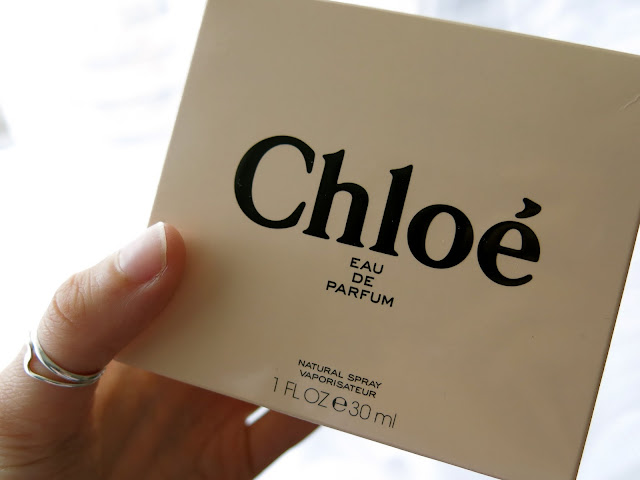 Chloé
EAU
DE
PARFUM
NATURAL SPRAY
VAPORISATEUR
1 FL OZ ℮ 30 ml